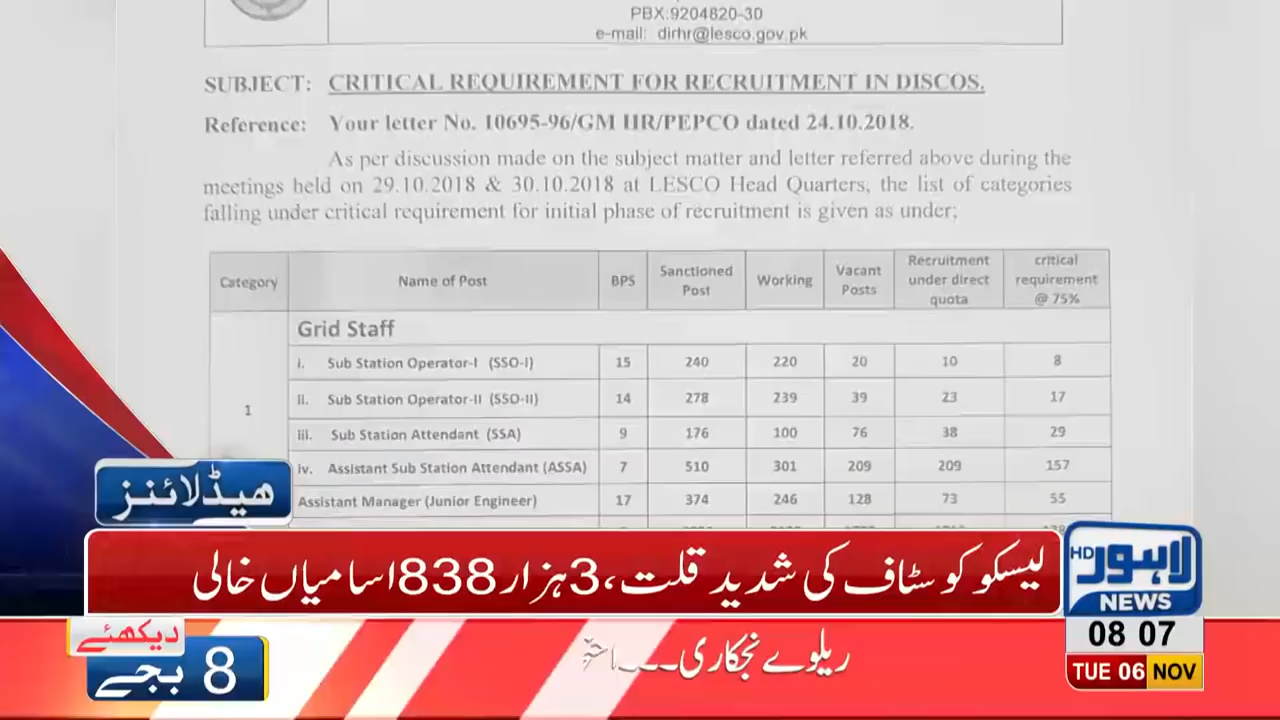 PBX:9204820-30
e-mail: dirhr@lesco.gov.pk
SUBJECT: CRITICAL REQUIREMENT FOR RECRUITMENT IN DISCOS.
Reference: Your letter No. 10695-96/GM HR/PEPCO dated 24.10.2018.
As per discussion made on the subject matter and letter referred above during the
meetings held on 29.10.2018 & 30.10.2018 at LESCO Head Quarters, the list of categories
falling under critical requirement for initial phase of recruitment is given as under;
Category Name of Post BPS Sanctioned Post Working Vacant Posts Recruitment under direct quota critical requirement @ 75%
Grid Staff
i. Sub Station Operator-I (SSO-I) 15 240 220 20 10 8
1
ii. Sub Station Operator-II (SSO-II) 14 278 239 39 23 17
iii. Sub Station Attendant (SSA) 9 176 100 76 38 29
iv. Assistant Sub Station Attendant (ASSA) 7 510 301 209 209 157
Assistant Manager (Junior Engineer) 17 374 246 128 73 55
ہیڈلائنز
لیسکو کو سٹاف کی شدید قلت، 3ہزار 838 اسامیاں خالی
لاہور HD
NEWS
دیکھئے
8 بجے
ریلوے نجکاری۔۔۔
08 07
TUE 06 NOV